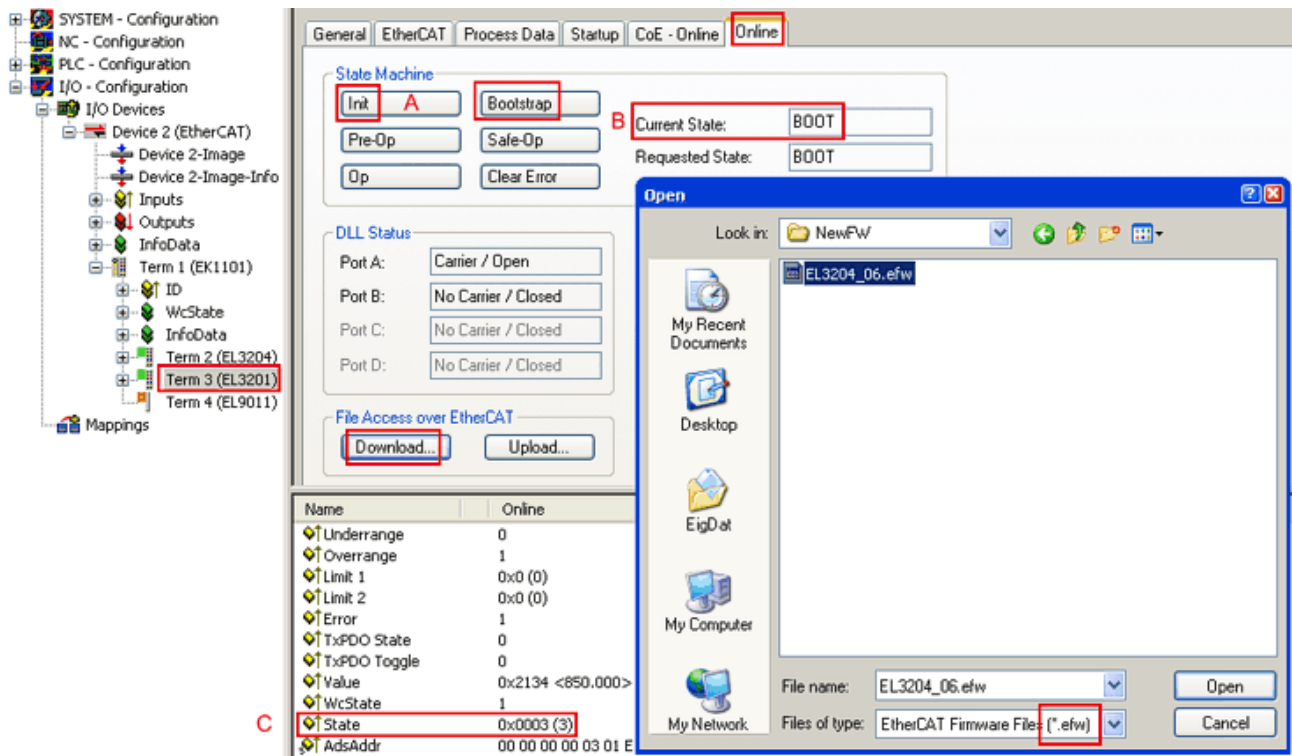 SYSTEM - Configuration
NC - Configuration
PLC - Configuration
I/O - Configuration
I/O Devices
Device 2 (EtherCAT)
Device 2-Image
Device 2-Image-Info
Inputs
Outputs
InfoData
Term 1 (EK1101)
ID
WcState
InfoData
Term 2 (EL3204)
Term 3 (EL3201)
Term 4 (EL9011)
Mappings
General EtherCAT Process Data Startup CoE - Online Online
State Machine
Init A Bootstrap
Pre-Op Safe-Op
Op Clear Error
B Current State: BOOT
Requested State: BOOT
DLL Status
Port A: Carrier / Open
Port B: No Carrier / Closed
Port C: No Carrier / Closed
Port D: No Carrier / Closed
File Access over EtherCAT
Download... Upload...
Name Online
Underrange 0
Overrange 1
Limit 1 0x0 (0)
Limit 2 0x0 (0)
Error 1
TxPDO State 0
TxPDO Toggle 0
Value 0x2134 <850.000>
WcState 1
C State 0x0003 (3)
AdsAddr 00 00 00 00 03 01 E
Open
Look in: NewFW
EL3204_06.efw
My Recent
Documents
Desktop
EigDat
My Computer
My Network
File name: EL3204_06.efw Open
Files of type: EtherCAT Firmware Files (*.efw) Cancel